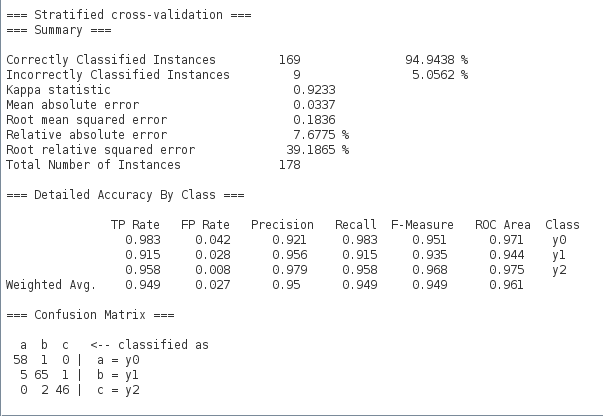 === Stratified cross-validation ===
=== Summary ===
Correctly Classified Instances 169 94.9438 %
Incorrectly Classified Instances 9 5.0562 %
Kappa statistic 0.9233
Mean absolute error 0.0337
Root mean squared error 0.1836
Relative absolute error 7.6775 %
Root relative squared error 39.1865 %
Total Number of Instances 178
=== Detailed Accuracy By Class ===
TP Rate FP Rate Precision Recall F-Measure ROC Area Class
0.983 0.042 0.921 0.983 0.951 0.971 y0
0.915 0.028 0.956 0.915 0.935 0.944 y1
0.958 0.008 0.979 0.958 0.968 0.975 y2
Weighted Avg. 0.949 0.027 0.95 0.949 0.949 0.961
=== Confusion Matrix ===
a b c <-- classified as
58 1 0 | a = y0
5 65 1 | b = y1
0 2 46 | c = y2